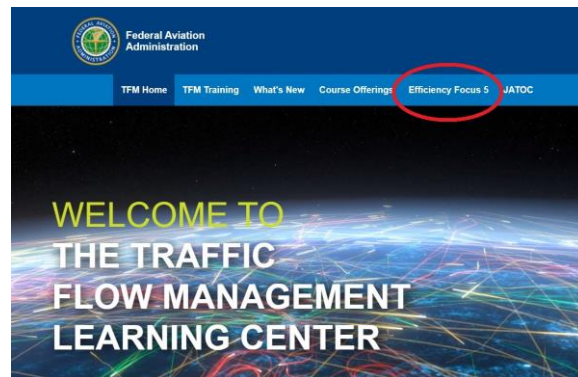 Federal Aviation
Administration
TFM Home TFM Training What's New Course Offerings Efficiency Focus 5 JATOC
WELCOME TO
THE TRAFFIC
FLOW MANAGEMENT
LEARNING CENTER